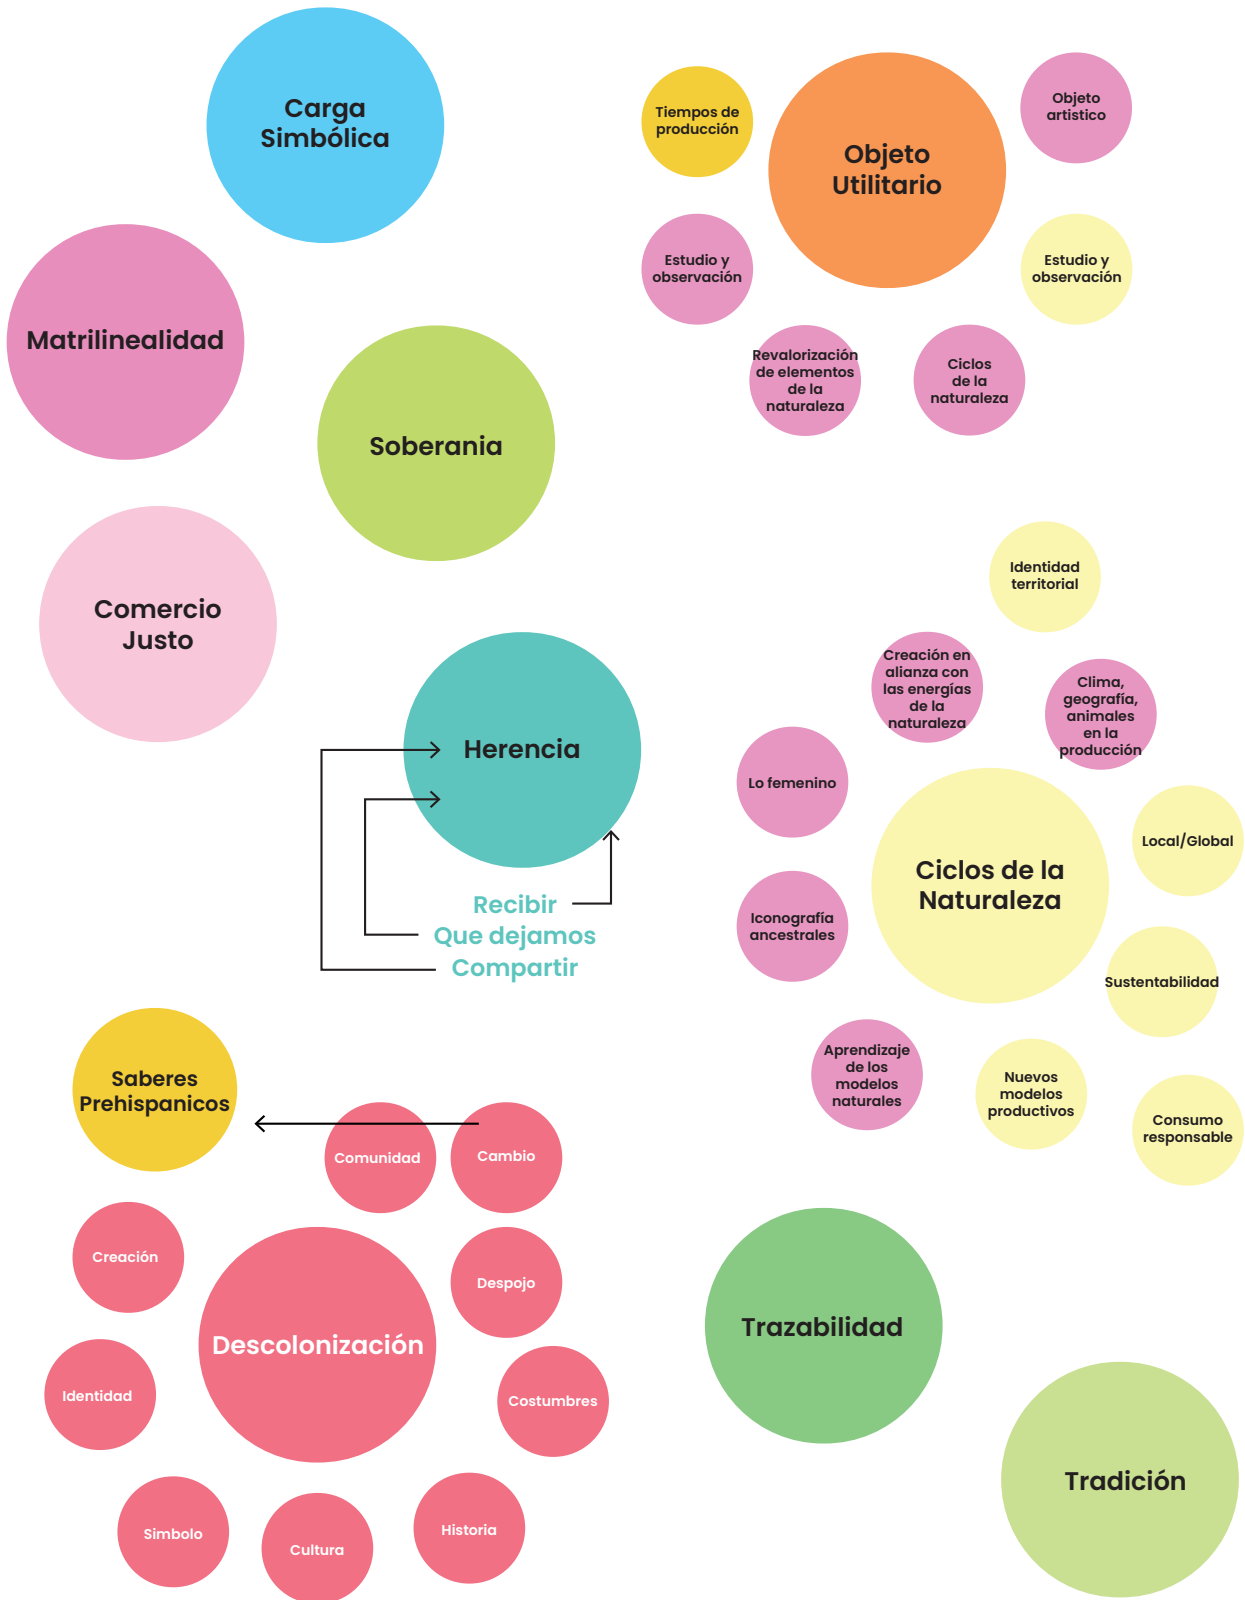 Carga
Simbólica
Matrilinealidad
Soberania
Comercio
Justo
Tiempos de
producción
Objeto
Utilitario
Objeto
artistico
Estudio y
observación
Estudio y
observación
Revalorización
de elementos
de la
naturaleza
Ciclos
de la
naturaleza
Herencia
Recibir
Que dejamos
Compartir
Identidad
territorial
Creación en
alianza con
las energías
de la
naturaleza
Clima,
geografía,
animales
en la
producción
Lo femenino
Local/Global
Ciclos de la
Naturaleza
Iconografía
ancestrales
Sustentabilidad
Aprendizaje
de los
modelos
naturales
Nuevos
modelos
productivos
Consumo
responsable
Saberes
Prehispanicos
Comunidad
Cambio
Creación
Despojo
Descolonización
Identidad
Costumbres
Simbolo
Cultura
Historia
Trazabilidad
Tradición